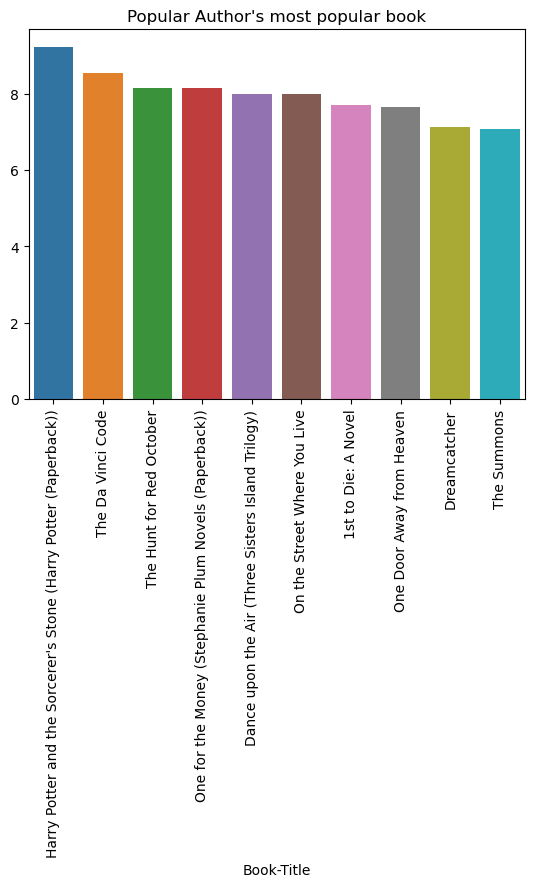 Popular Author's most popular book
8
6
4
2
0
Harry Potter and the Sorcerer's Stone (Harry Potter (Paperback))
The Da Vinci Code
The Hunt for Red October
One for the Money (Stephanie Plum Novels (Paperback))
Dance upon the Air (Three Sisters Island Trilogy)
On the Street Where You Live
1st to Die: A Novel
One Door Away from Heaven
Dreamcatcher
The Summons
Book-Title